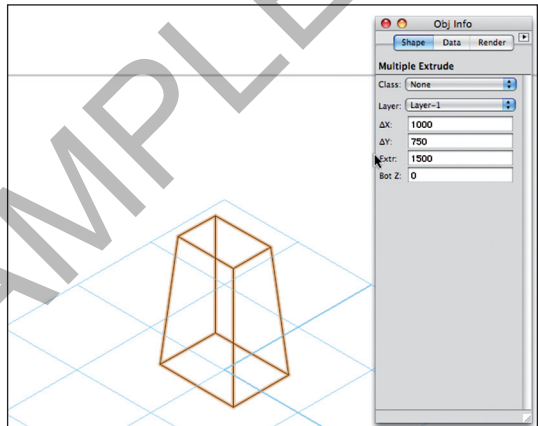 Obj Info
Shape Data Render
Multiple Extrude
Class: None
Layer: Layer-1
ΔX: 1000
ΔY: 750
Extr: 1500
Bot Z: 0
AMPLE